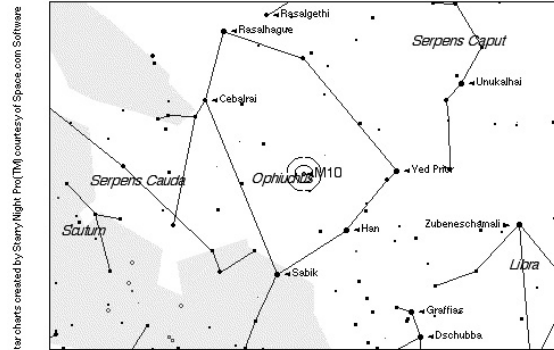 tar charts created by Starry Night Pro(TM) courtesy of Space.com Software
Rasalgethi
Rasalhague
Serpens Caput
Unukalhai
Cebalrai
Ophiuchus
M10
Yed Prior
Serpens Cauda
Zubeneschamali
Han
Scutum
Libra
Sabik
Graffias
Dschubba